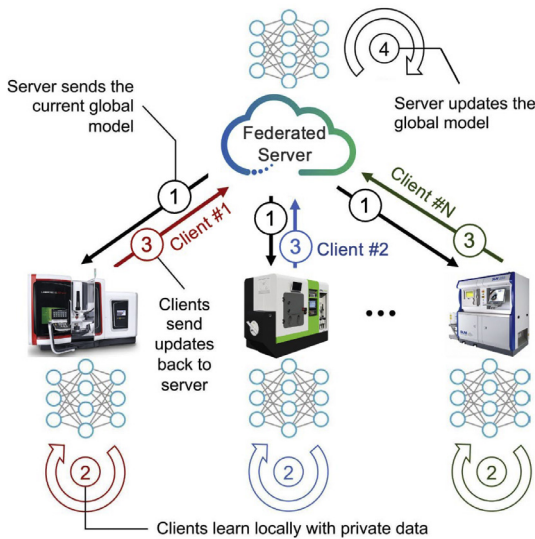 4
Server sends the
current global
model
Server updates the
global model
Federated
Server
1
3
Client #1
1
3
Client #2
1
Client #N
3
Clients
send
updates
back to
server
...
2
2
2
Clients learn locally with private data